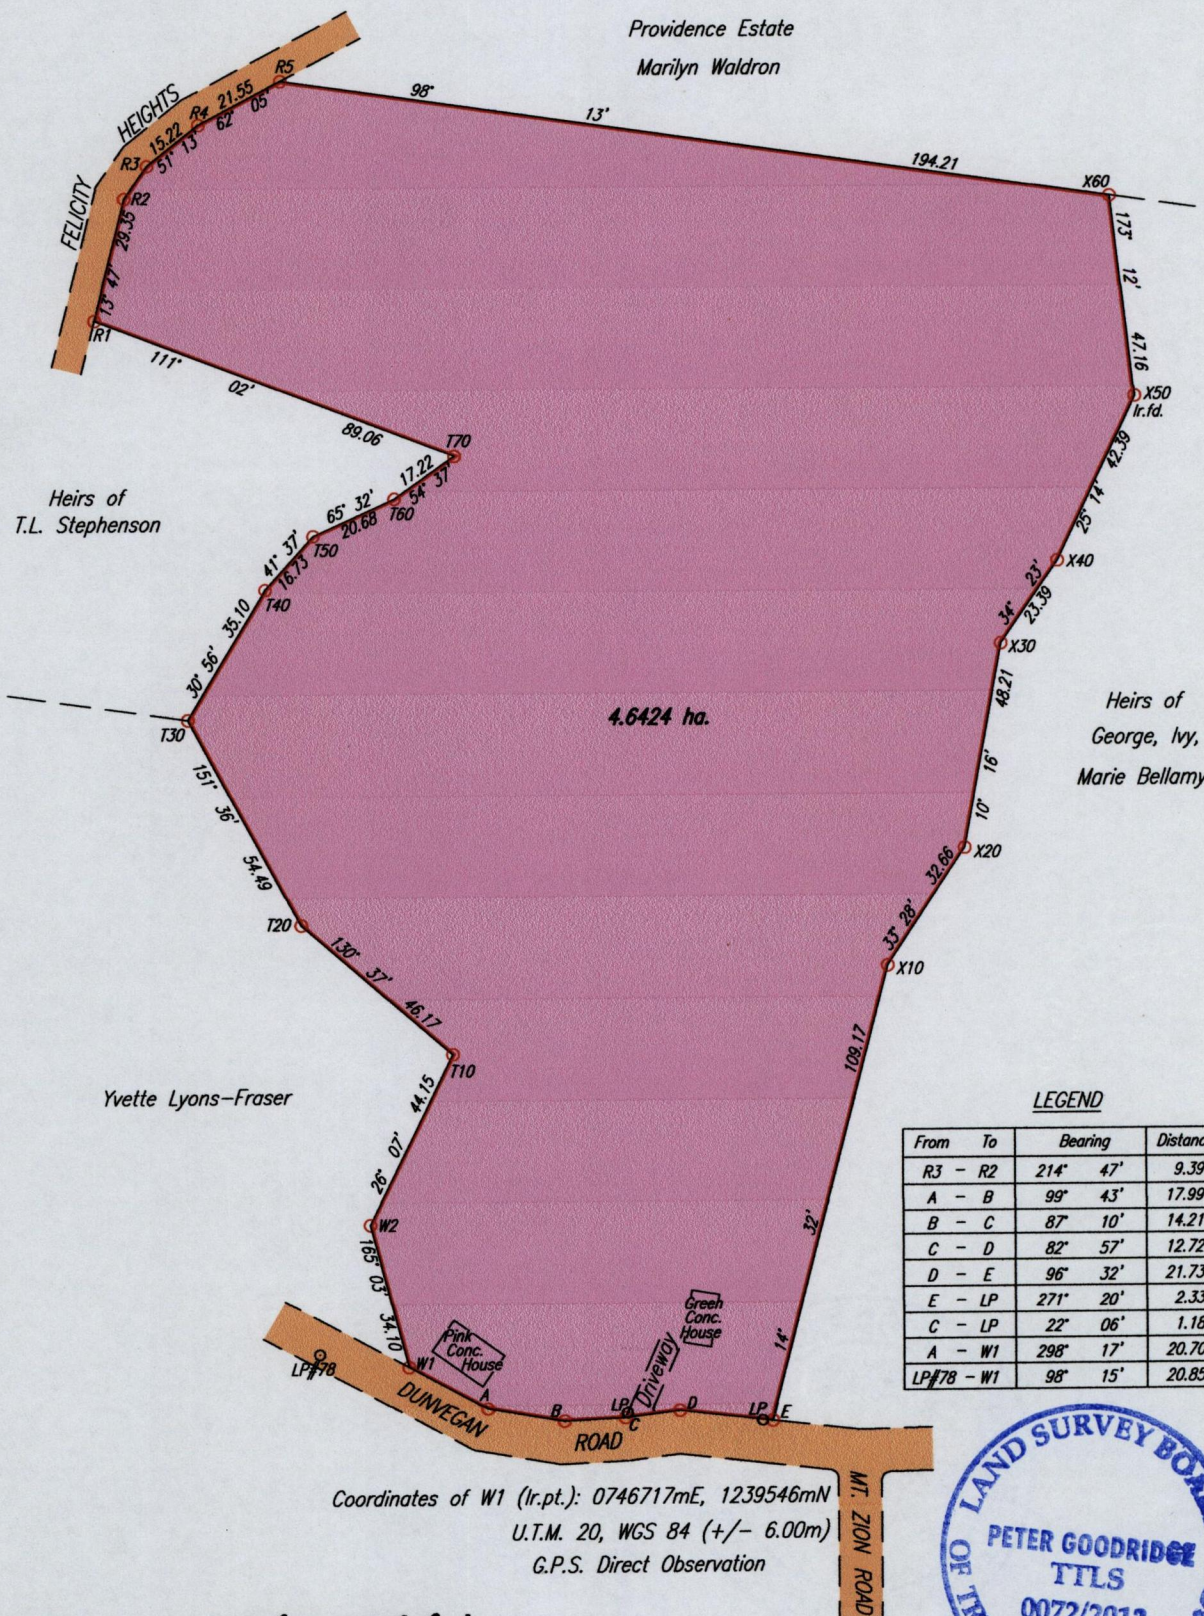 Providence Estate
Marilyn Waldron
HEIGHTS
FELICITY
R5
21.55
62° 05'
R4
15.22
51° 13'
R3
R2
29.35
13° 47'
R1
98° 13' 194.21
X60
173° 12' 47.16
X50
Ir.fd.
42.39
25° 14'
X40
34° 23'
23.39
X30
48.21
10° 16'
X20
32.66
33° 28'
X10
109.17
14° 32'
111° 02' 89.06
T70
17.22
54° 37'
T60
65° 32'
20.68
T50
41° 37'
16.73
T40
35.10
30° 56'
T30
151° 36' 54.49
T20
130° 37' 46.17
T10
44.15
26° 07'
W2
165° 03' 34.10
W1
Heirs of
T.L. Stephenson
4.6424 ha.
Heirs of
George, Ivy,
Marie Bellamy
Yvette Lyons-Fraser
Pink
Conc.
House
Green
Conc.
House
Driveway
LP#78
A
B
LP
C
D
LP
E
DUNVEGAN
ROAD
MT. ZION ROAD
LEGEND
From To Bearing Distanc
R3 - R2 214° 47' 9.39
A - B 99° 43' 17.99
B - C 87° 10' 14.21
C - D 82° 57' 12.72
D - E 96° 32' 21.73
E - LP 271° 20' 2.33
C - LP 22° 06' 1.18
A - W1 298° 17' 20.70
LP#78 - W1 98° 15' 20.85
Coordinates of W1 (Ir.pt.): 0746717mE, 1239546mN
U.T.M. 20, WGS 84 (+/- 6.00m)
G.P.S. Direct Observation
LAND SURVEY BOAR
OF TR
PETER GOODRIDGE
TTLS
0072/2013